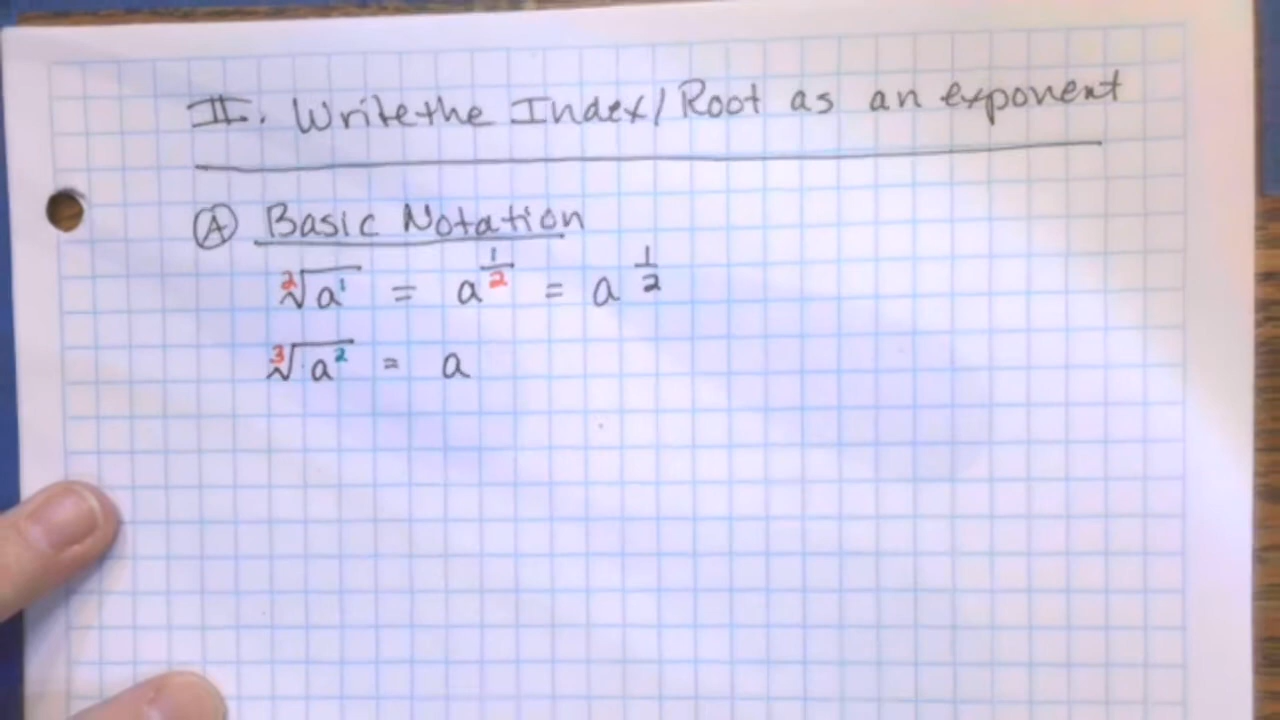 II. Write the Index/Root as an exponent
Ⓐ Basic Notation
²√a¹ = a^(1/2) = a^(1/2)
³√a² = a